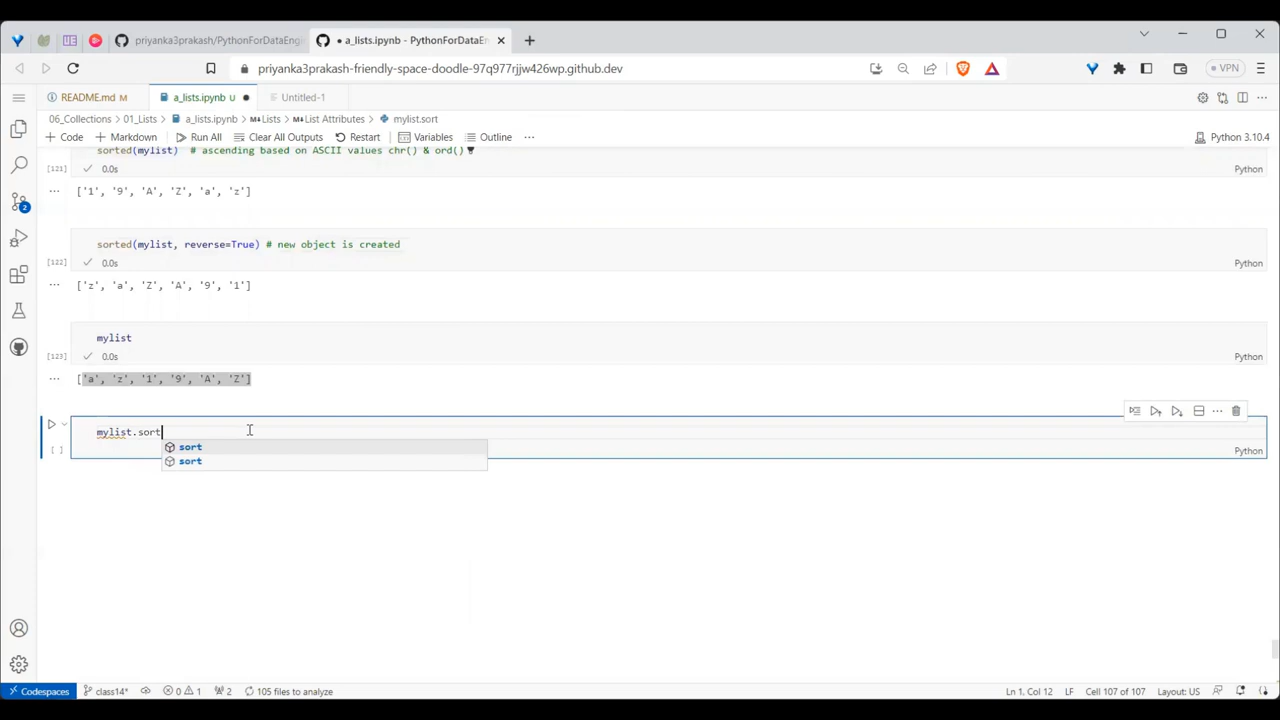 priyanka3prakash/PythonForDataEngi
a_lists.ipynb - PythonForDataEn
priyanka3prakash-friendly-space-doodle-97q977rjjw426wp.github.dev
VPN
README.md M
a_lists.ipynb U
Untitled-1
06_Collections > 01_Lists > a_lists.ipynb > M↓Lists > M↓List Attributes > mylist.sort
+ Code + Markdown Run All Clear All Outputs Restart Variables Outline ...
Python 3.10.4
sorted(mylist) # ascending based on ASCII values chr() & ord()
[121] 0.0s Python
... ['1', '9', 'A', 'Z', 'a', 'z']
sorted(mylist, reverse=True) # new object is created
[122] 0.0s Python
... ['z', 'a', 'Z', 'A', '9', '1']
mylist
[123] 0.0s Python
... ['a', 'z', '1', '9', 'A', 'Z']
mylist.sort
sort
[ ] Python
sort
2
Codespaces class14* 0 1 2 105 files to analyze Ln 1, Col 12 LF Cell 107 of 107 Layout: US